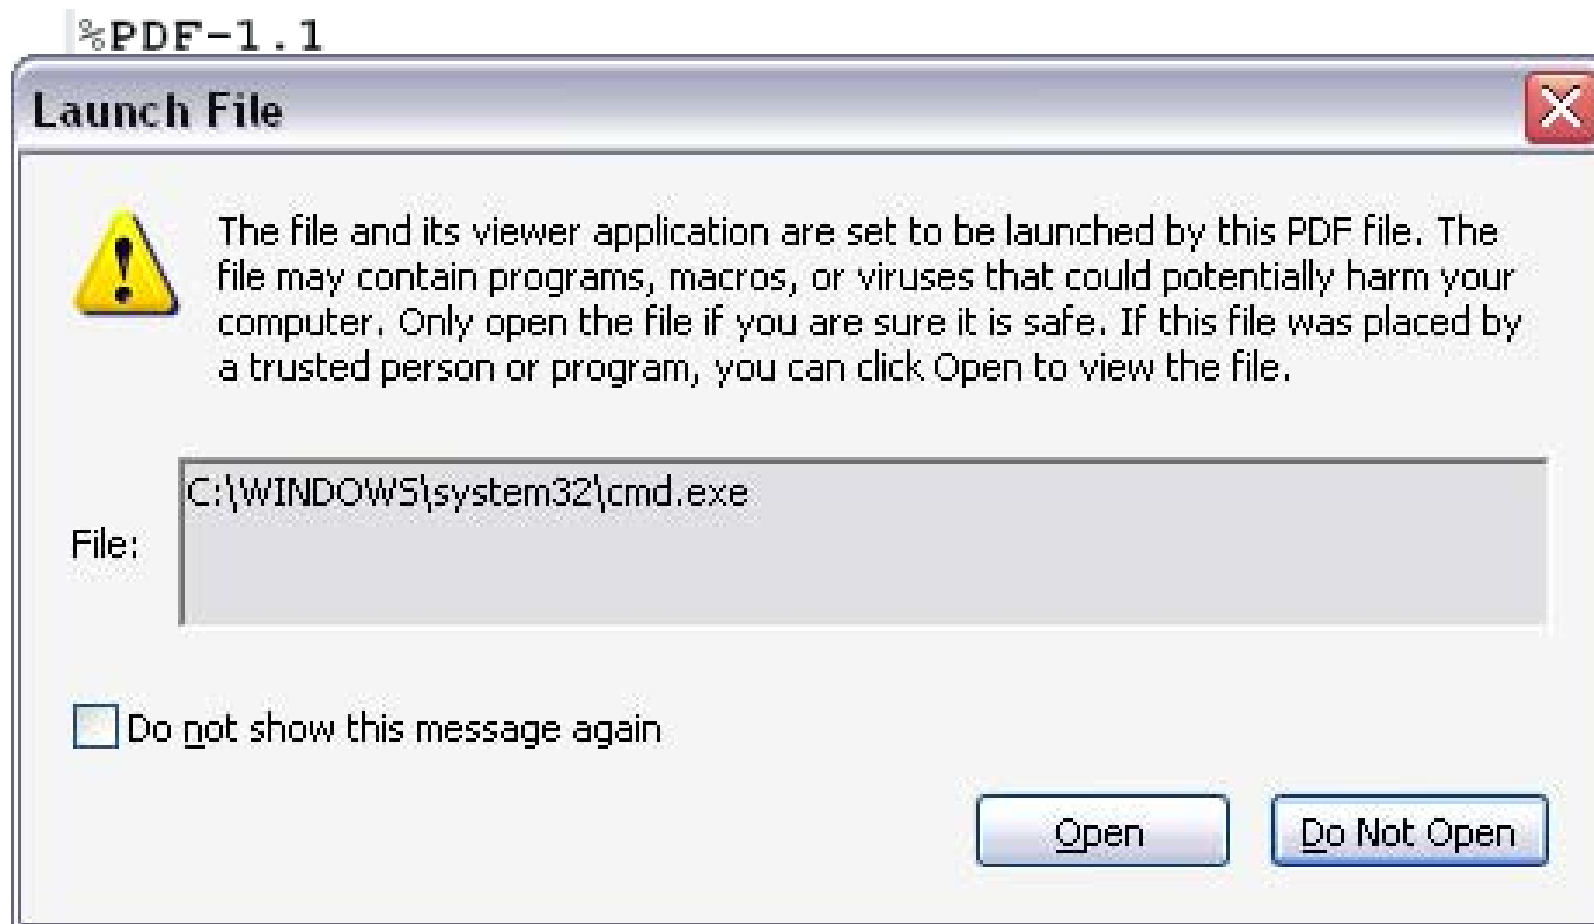 %PDF-1.1
Launch File
The file and its viewer application are set to be launched by this PDF file. The
file may contain programs, macros, or viruses that could potentially harm your
computer. Only open the file if you are sure it is safe. If this file was placed by
a trusted person or program, you can click Open to view the file.
C:\WINDOWS\system32\cmd.exe
File:
Do not show this message again
Open
Do Not Open